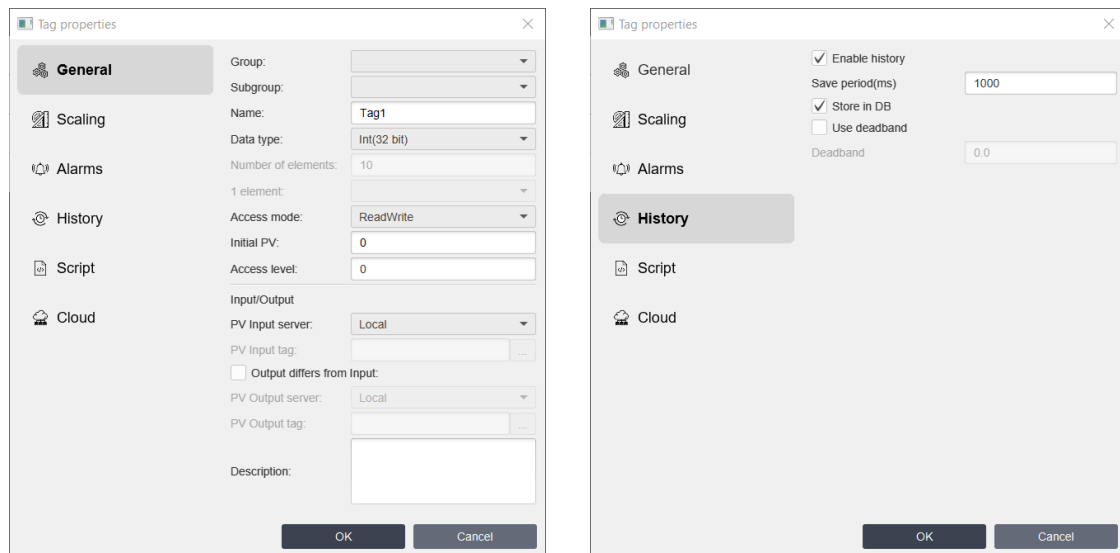 Tag properties
General
Scaling
Alarms
History
Script
Cloud
Group:
Subgroup:
Name: Tag1
Data type: Int(32 bit)
Number of elements: 10
1 element:
Access mode: ReadWrite
Initial PV: 0
Access level: 0
Input/Output
PV Input server: Local
PV Input tag: ...
Output differs from Input:
PV Output server: Local
PV Output tag: ...
Description:
OK Cancel
Tag properties
General
Scaling
Alarms
History
Script
Cloud
Enable history
Save period(ms) 1000
Store in DB
Use deadband
Deadband 0.0
OK Cancel